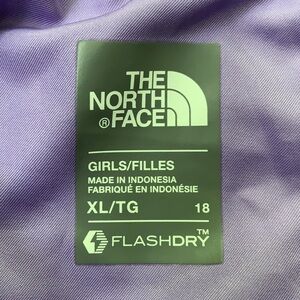 THE
NORTH
® FACE
GIRLS/FILLES
MADE IN INDONESIA
FABRIQUÉ EN INDONÉSIE
XL/TG 18
FLASHDRY™